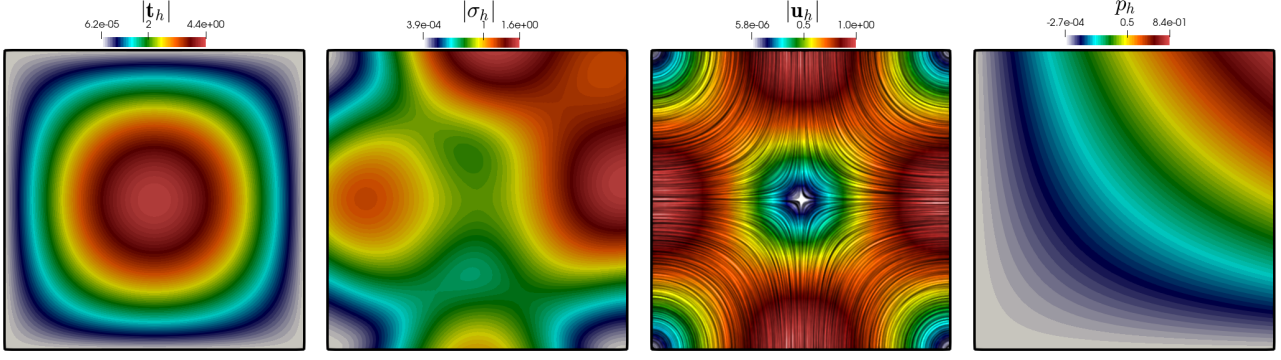 |t_h|
6.2e-05 2 4.4e+00
|σ_h|
3.9e-04 1 1.6e+00
|u_h|
5.8e-06 0.5 1.0e+00
p_h
-2.7e-04 0.5 8.4e-01